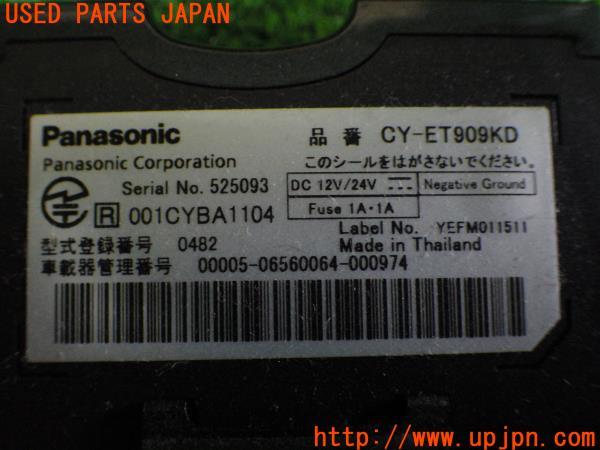 USED PARTS JAPAN
Panasonic
品 番 CY-ET909KD
Panasonic Corporation
このシールをはがさないでください。
Serial No. 525093
DC 12V/24V Negative Ground
R 001CYBA1104
Fuse 1A・1A
Label No. YEFM011511
型式登録番号 0482
Made in Thailand
車載器管理番号 00005-06560064-000974
USED PARTS JAPAN
http://www.upjpn.com